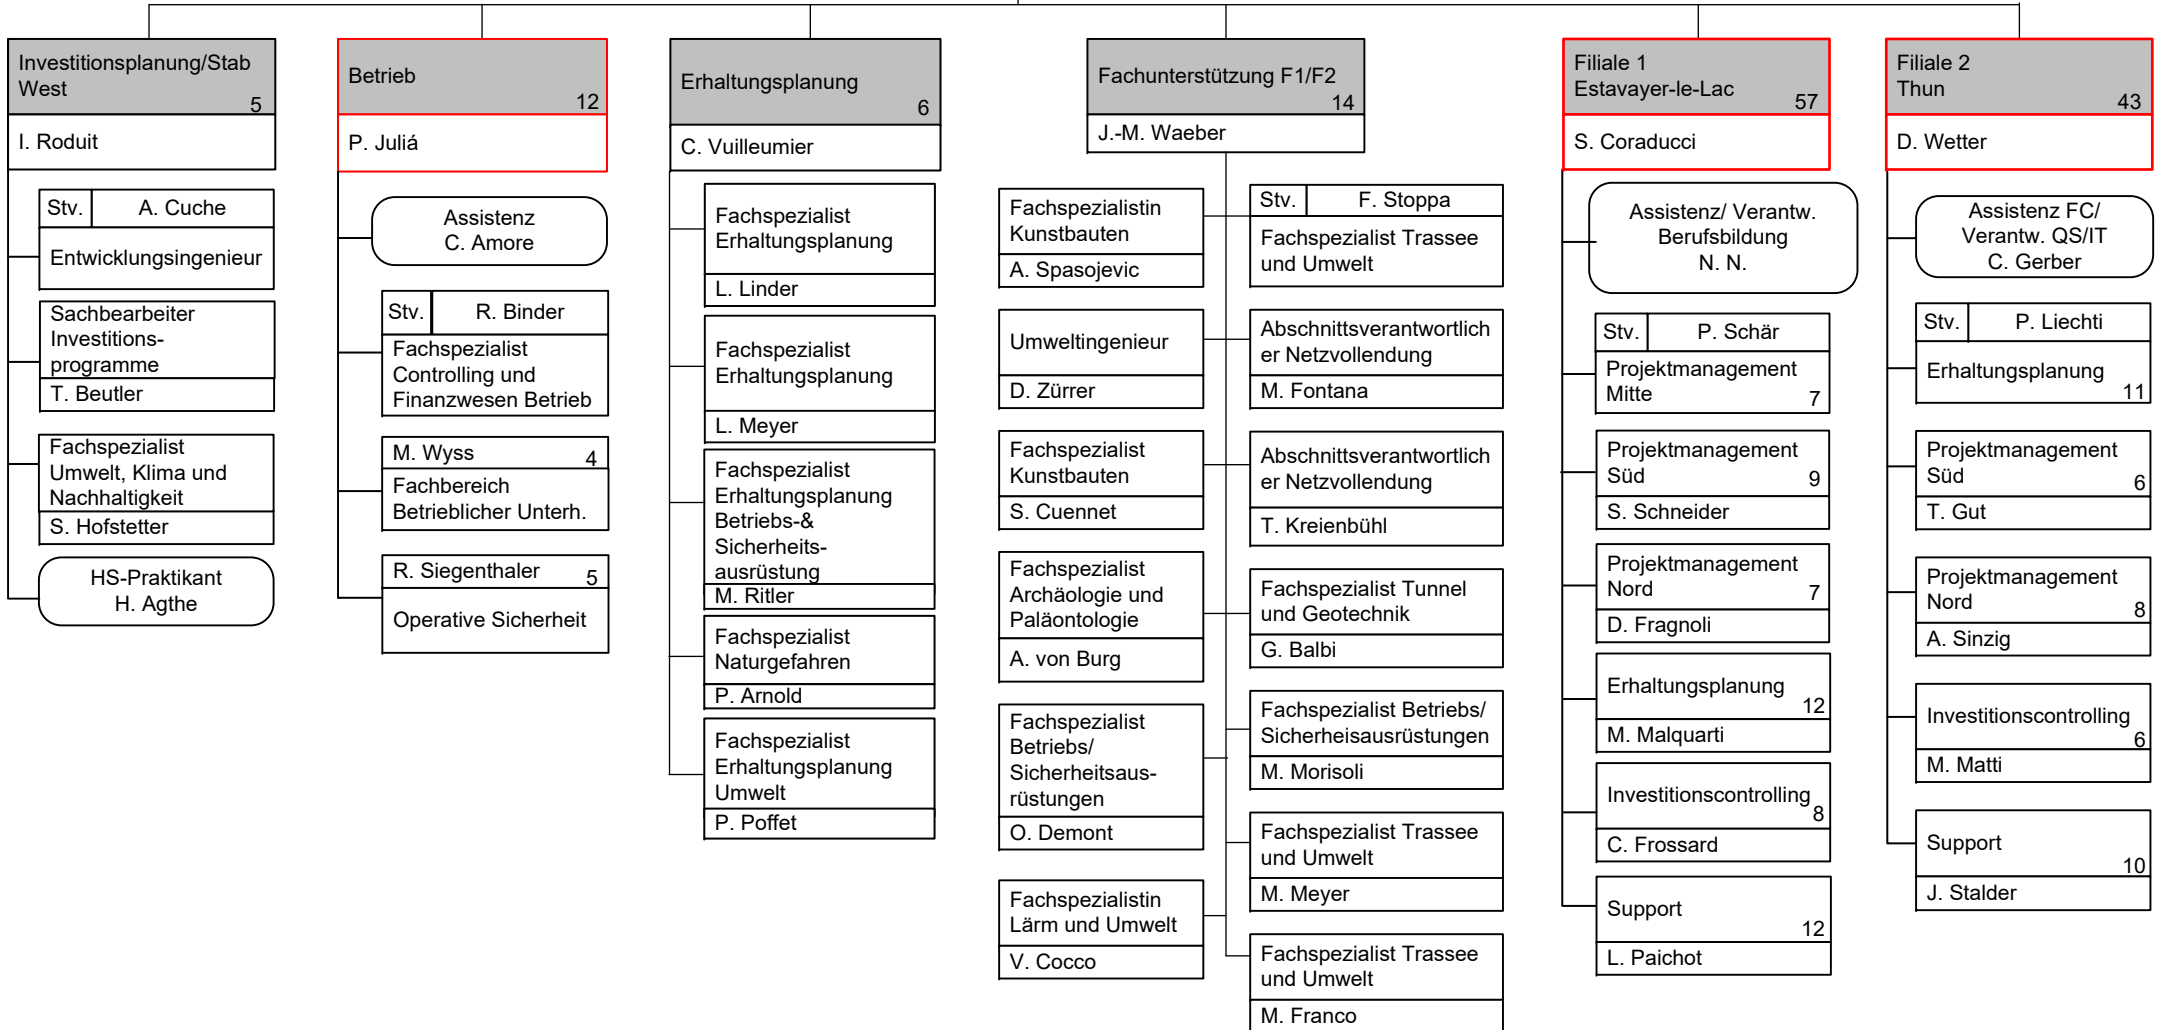 Investitionsplanung/Stab
West
5
I. Roduit
Stv.
A. Cuche
Entwicklungsingenieur
Sachbearbeiter
Investitions-
programme
T. Beutler
Fachspezialist
Umwelt, Klima und
Nachhaltigkeit
S. Hofstetter
HS-Praktikant
H. Agthe
Betrieb
12
P. Juliá
Assistenz
C. Amore
Stv.
R. Binder
Fachspezialist
Controlling und
Finanzwesen Betrieb
M. Wyss
4
Fachbereich
Betrieblicher Unterh.
R. Siegenthaler
5
Operative Sicherheit
Erhaltungsplanung
6
C. Vuilleumier
Fachspezialist
Erhaltungsplanung
L. Linder
Fachspezialist
Erhaltungsplanung
L. Meyer
Fachspezialist
Erhaltungsplanung
Betriebs-&
Sicherheits-
ausrüstung
M. Ritler
Fachspezialist
Naturgefahren
P. Arnold
Fachspezialist
Erhaltungsplanung
Umwelt
P. Poffet
Fachunterstützung F1/F2
14
J.-M. Waeber
Fachspezialistin
Kunstbauten
A. Spasojevic
Umweltingenieur
D. Zürrer
Fachspezialist
Kunstbauten
S. Cuennet
Fachspezialist
Archäologie und
Paläontologie
A. von Burg
Fachspezialist
Betriebs/
Sicherheitsaus-
rüstungen
O. Demont
Fachspezialistin
Lärm und Umwelt
V. Cocco
Stv.
F. Stoppa
Fachspezialist Trassee
und Umwelt
Abschnittsverantwortlich
er Netzvollendung
M. Fontana
Abschnittsverantwortlich
er Netzvollendung
T. Kreienbühl
Fachspezialist Tunnel
und Geotechnik
G. Balbi
Fachspezialist Betriebs/
Sicherheisausrüstungen
M. Morisoli
Fachspezialist Trassee
und Umwelt
M. Meyer
Fachspezialist Trassee
und Umwelt
M. Franco
Filiale 1
Estavayer-le-Lac
57
S. Coraducci
Assistenz/ Verantw.
Berufsbildung
N. N.
Stv.
P. Schär
Projektmanagement
Mitte
7
Projektmanagement
Süd
9
S. Schneider
Projektmanagement
Nord
7
D. Fragnoli
Erhaltungsplanung
12
M. Malquarti
Investitionscontrolling
8
C. Frossard
Support
12
L. Paichot
Filiale 2
Thun
43
D. Wetter
Assistenz FC/
Verantw. QS/IT
C. Gerber
Stv.
P. Liechti
Erhaltungsplanung
11
Projektmanagement
Süd
6
T. Gut
Projektmanagement
Nord
8
A. Sinzig
Investitionscontrolling
6
M. Matti
Support
10
J. Stalder